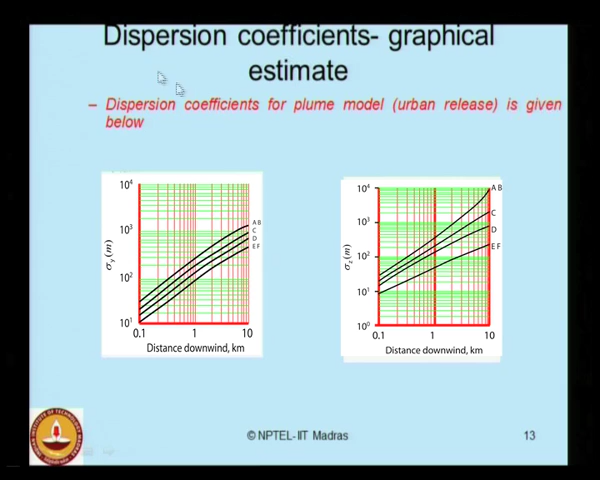 Dispersion coefficients- graphical
estimate
– Dispersion coefficients for plume model (urban release) is given
below
10⁴
10³
10²
10¹
σy (m)
A B
C
D
E F
0.1 1 10
Distance downwind, km
10⁴
10³
10²
10¹
10⁰
σz (m)
A B
C
D
E F
0.1 1 10
Distance downwind, km
© NPTEL-IIT Madras
13